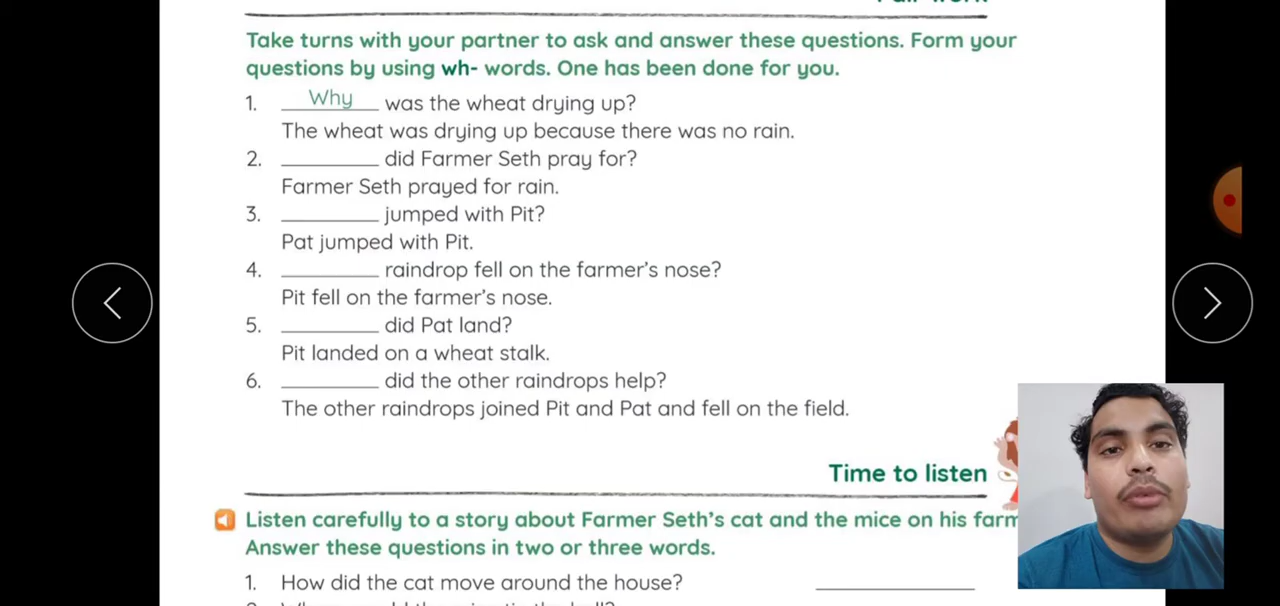 Take turns with your partner to ask and answer these questions. Form your
questions by using wh- words. One has been done for you.
1. Why was the wheat drying up?
The wheat was drying up because there was no rain.
2. ________ did Farmer Seth pray for?
Farmer Seth prayed for rain.
3. ________ jumped with Pit?
Pat jumped with Pit.
4. ________ raindrop fell on the farmer's nose?
Pit fell on the farmer's nose.
5. ________ did Pat land?
Pit landed on a wheat stalk.
6. ________ did the other raindrops help?
The other raindrops joined Pit and Pat and fell on the field.
Time to listen
Listen carefully to a story about Farmer Seth's cat and the mice on his farm
Answer these questions in two or three words.
1. How did the cat move around the house? ________